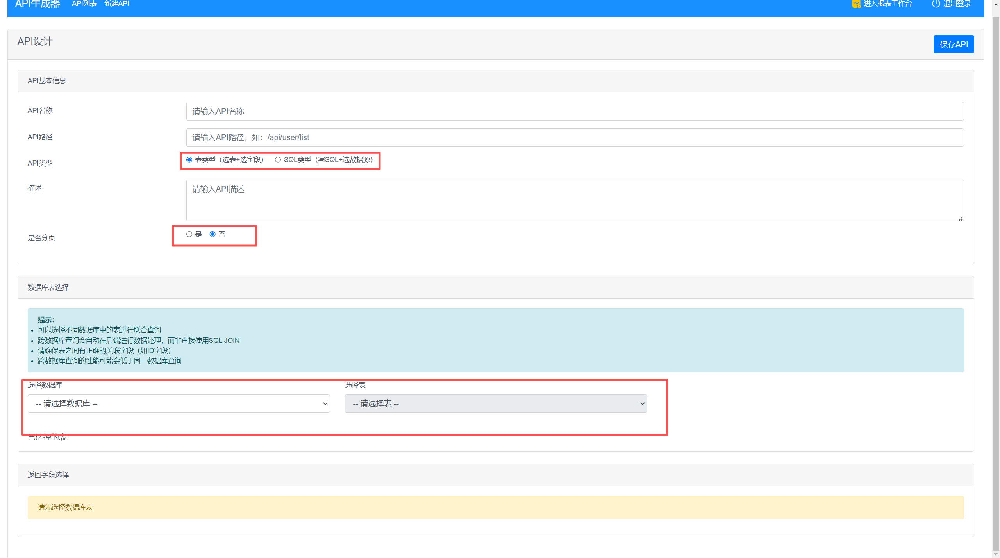 API生成器 API列表 新建API 进入报表工作台 退出登录
API设计 保存API
API基本信息
API名称 请输入API名称
API路径 请输入API路径，如：/api/user/list
API类型 表类型（选表+选字段） SQL类型（写SQL+选数据源）
描述 请输入API描述
是否分页 是 否
数据库表选择
提示：
可以选择不同数据库中的表进行联合查询
跨数据库查询会自动在后端进行数据处理，而非直接使用SQL JOIN
请确保表之间有正确的关联字段（如ID字段）
跨数据库查询的性能可能会低于同一数据库查询
选择数据库 选择表
-- 请选择数据库 -- -- 请选择表 --
已选择的表
返回字段选择
请先选择数据库表